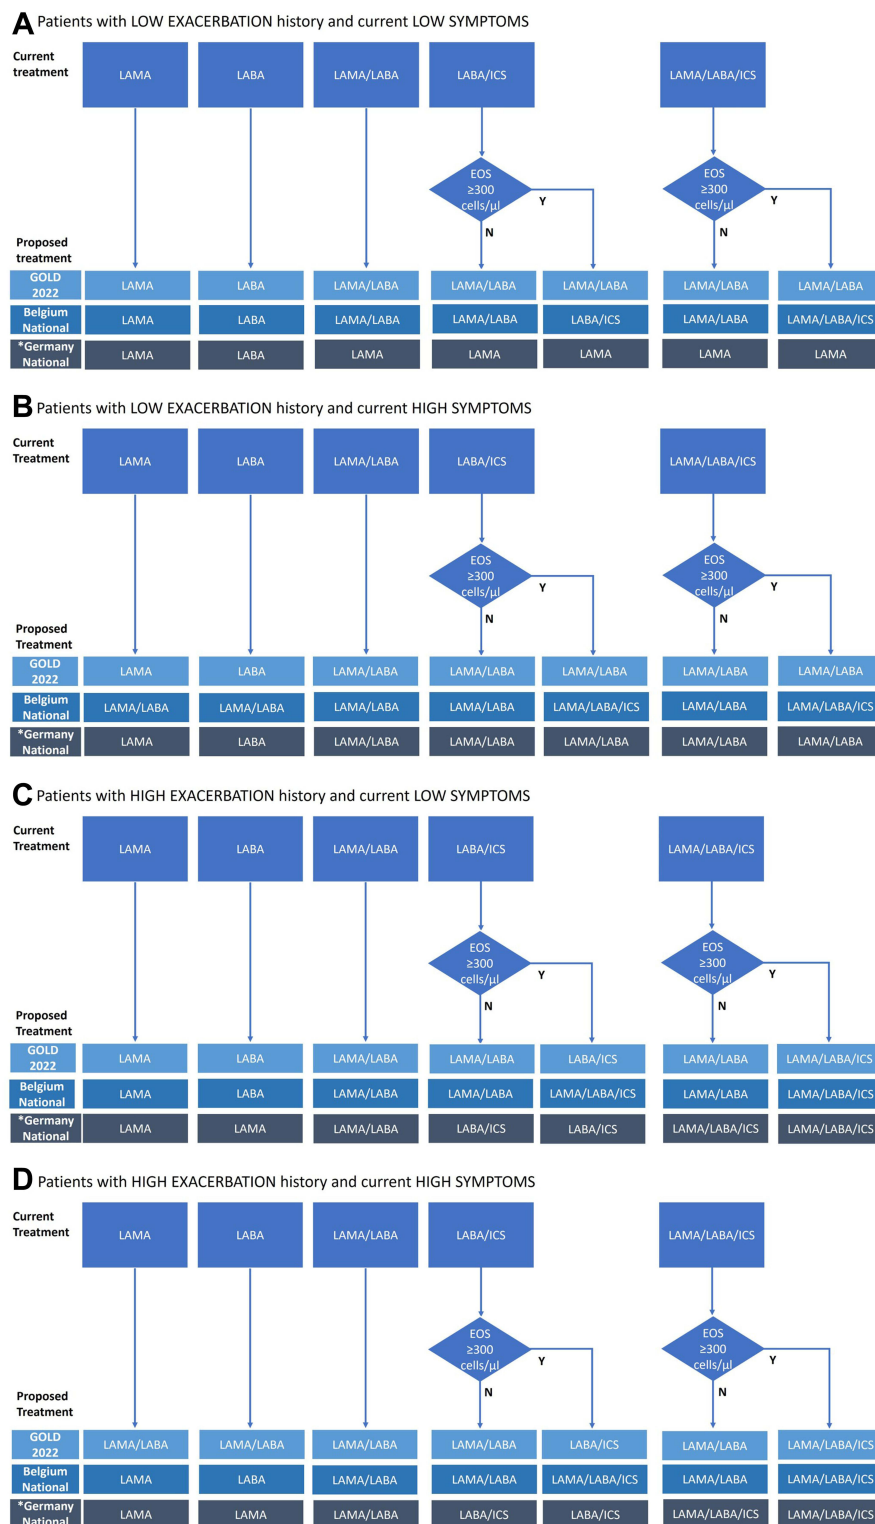 A Patients with LOW EXACERBATION history and current LOW SYMPTOMS
Current
treatment
LAMA
LABA
LAMA/LABA
LABA/ICS
LAMA/LABA/ICS
EOS
≥300
cells/µl
Y
N
EOS
≥300
cells/µl
Y
N
Proposed
treatment
GOLD
2022
LAMA
LABA
LAMA/LABA
LAMA/LABA
LAMA/LABA
LAMA/LABA
LAMA/LABA
Belgium
National
LAMA
LABA
LAMA/LABA
LAMA/LABA
LABA/ICS
LAMA/LABA
LAMA/LABA/ICS
*Germany
National
LAMA
LABA
LAMA
LAMA
LAMA
LAMA
LAMA
B Patients with LOW EXACERBATION history and current HIGH SYMPTOMS
Current
Treatment
LAMA
LABA
LAMA/LABA
LABA/ICS
LAMA/LABA/ICS
EOS
≥300
cells/µl
Y
N
EOS
≥300
cells/µl
Y
N
Proposed
Treatment
GOLD
2022
LAMA
LABA
LAMA/LABA
LAMA/LABA
LAMA/LABA
LAMA/LABA
LAMA/LABA
Belgium
National
LAMA/LABA
LAMA/LABA
LAMA/LABA
LAMA/LABA
LAMA/LABA/ICS
LAMA/LABA
LAMA/LABA/ICS
*Germany
National
LAMA
LABA
LAMA/LABA
LAMA/LABA
LAMA/LABA
LAMA/LABA
LAMA/LABA
C Patients with HIGH EXACERBATION history and current LOW SYMPTOMS
Current
Treatment
LAMA
LABA
LAMA/LABA
LABA/ICS
LAMA/LABA/ICS
EOS
≥300
cells/µl
Y
N
EOS
≥300
cells/µl
Y
N
Proposed
Treatment
GOLD
2022
LAMA
LABA
LAMA/LABA
LAMA/LABA
LABA/ICS
LAMA/LABA
LAMA/LABA/ICS
Belgium
National
LAMA
LABA
LAMA/LABA
LAMA/LABA
LAMA/LABA/ICS
LAMA/LABA
LAMA/LABA/ICS
*Germany
National
LAMA
LAMA
LAMA/LABA
LABA/ICS
LABA/ICS
LAMA/LABA/ICS
LAMA/LABA/ICS
D Patients with HIGH EXACERBATION history and current HIGH SYMPTOMS
Current
Treatment
LAMA
LABA
LAMA/LABA
LABA/ICS
LAMA/LABA/ICS
EOS
≥300
cells/µl
Y
N
EOS
≥300
cells/µl
Y
N
Proposed
Treatment
GOLD
2022
LAMA/LABA
LAMA/LABA
LAMA/LABA
LAMA/LABA
LABA/ICS
LAMA/LABA
LAMA/LABA/ICS
Belgium
National
LAMA
LABA
LAMA/LABA
LAMA/LABA
LAMA/LABA/ICS
LAMA/LABA
LAMA/LABA/ICS
*Germany
National
LAMA
LAMA
LAMA/LABA
LABA/ICS
LABA/ICS
LAMA/LABA/ICS
LAMA/LABA/ICS